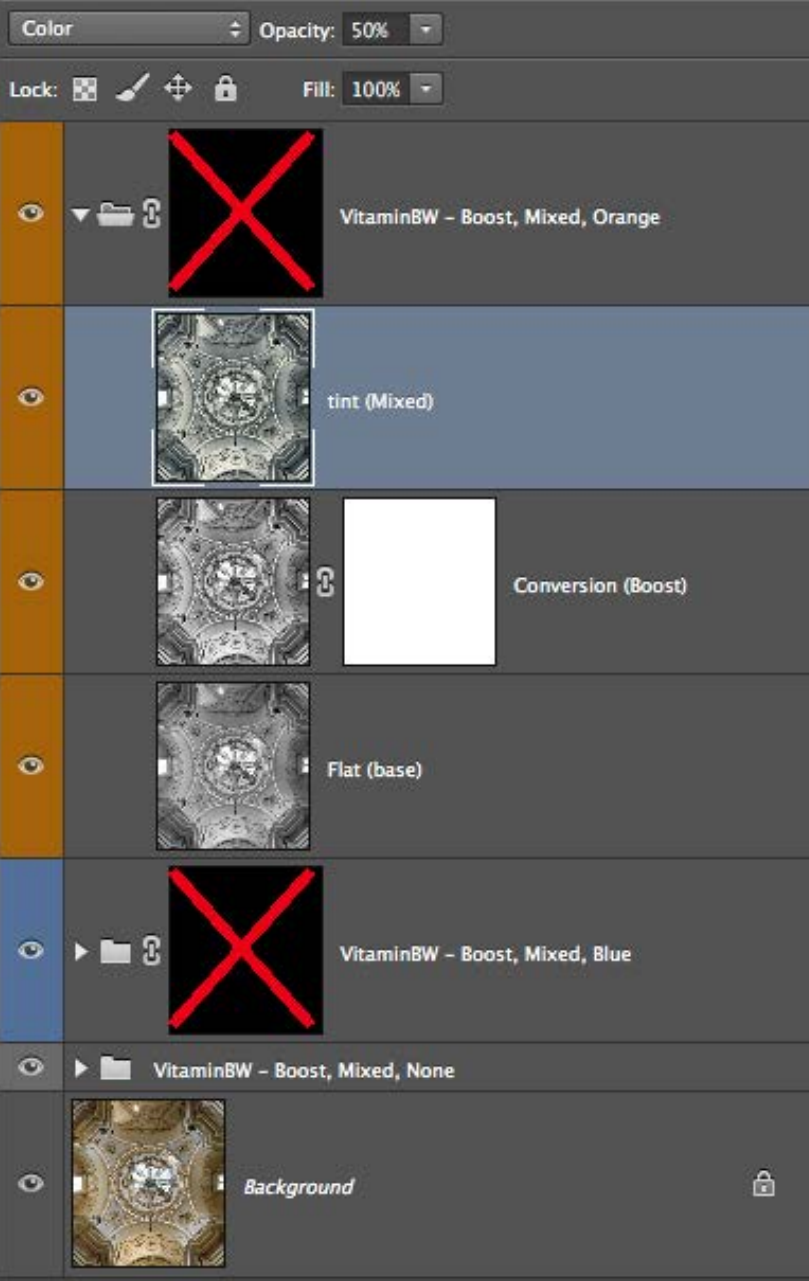 Color Opacity: 50%
Lock: Fill: 100%
VitaminBW – Boost, Mixed, Orange
tint (Mixed)
Conversion (Boost)
Flat (base)
VitaminBW – Boost, Mixed, Blue
VitaminBW – Boost, Mixed, None
Background